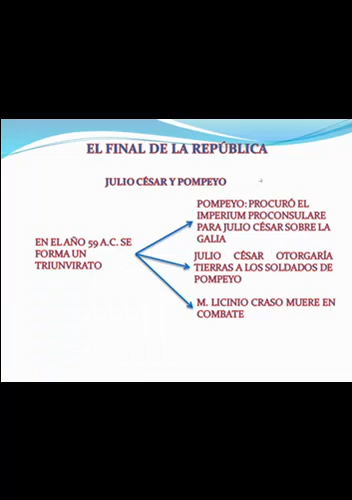 EL FINAL DE LA REPÚBLICA
JULIO CÉSAR Y POMPEYO
EN EL AÑO 59 A.C. SE
FORMA UN
TRIUNVIRATO
POMPEYO: PROCURÓ EL
IMPERIUM PROCONSULARE
PARA JULIO CÉSAR SOBRE LA
GALIA
JULIO CÉSAR OTORGARÍA
TIERRAS A LOS SOLDADOS DE
POMPEYO
M. LICINIO CRASO MUERE EN
COMBATE